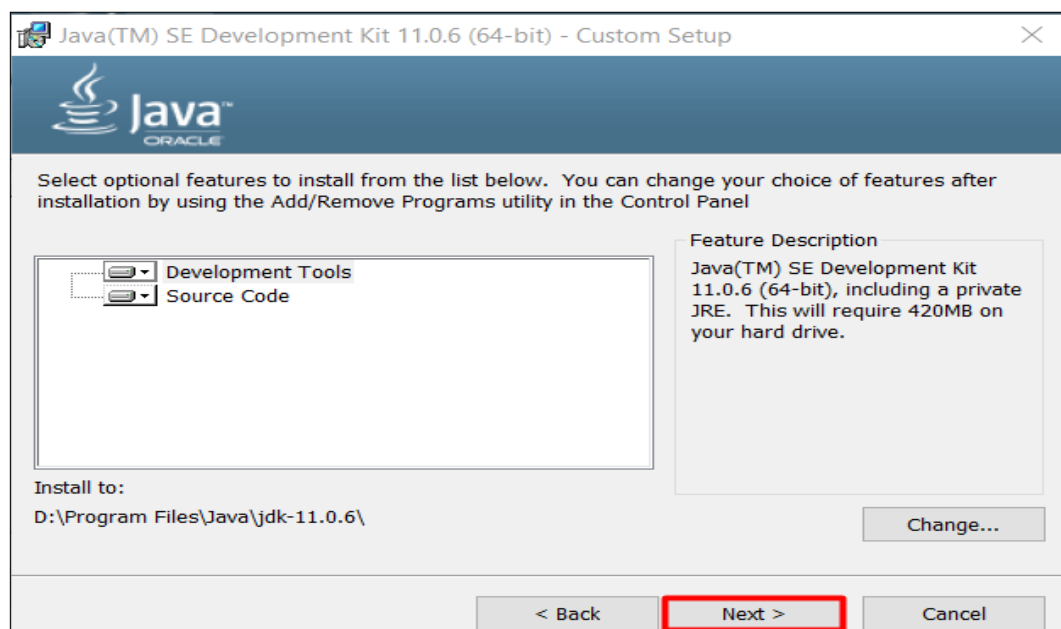 Java(TM) SE Development Kit 11.0.6 (64-bit) - Custom Setup
Java™
ORACLE
Select optional features to install from the list below.  You can change your choice of features after
installation by using the Add/Remove Programs utility in the Control Panel
Development Tools
Source Code
Feature Description
Java(TM) SE Development Kit
11.0.6 (64-bit), including a private
JRE.  This will require 420MB on
your hard drive.
Install to:
D:\Program Files\Java\jdk-11.0.6\
Change...
< Back
Next >
Cancel